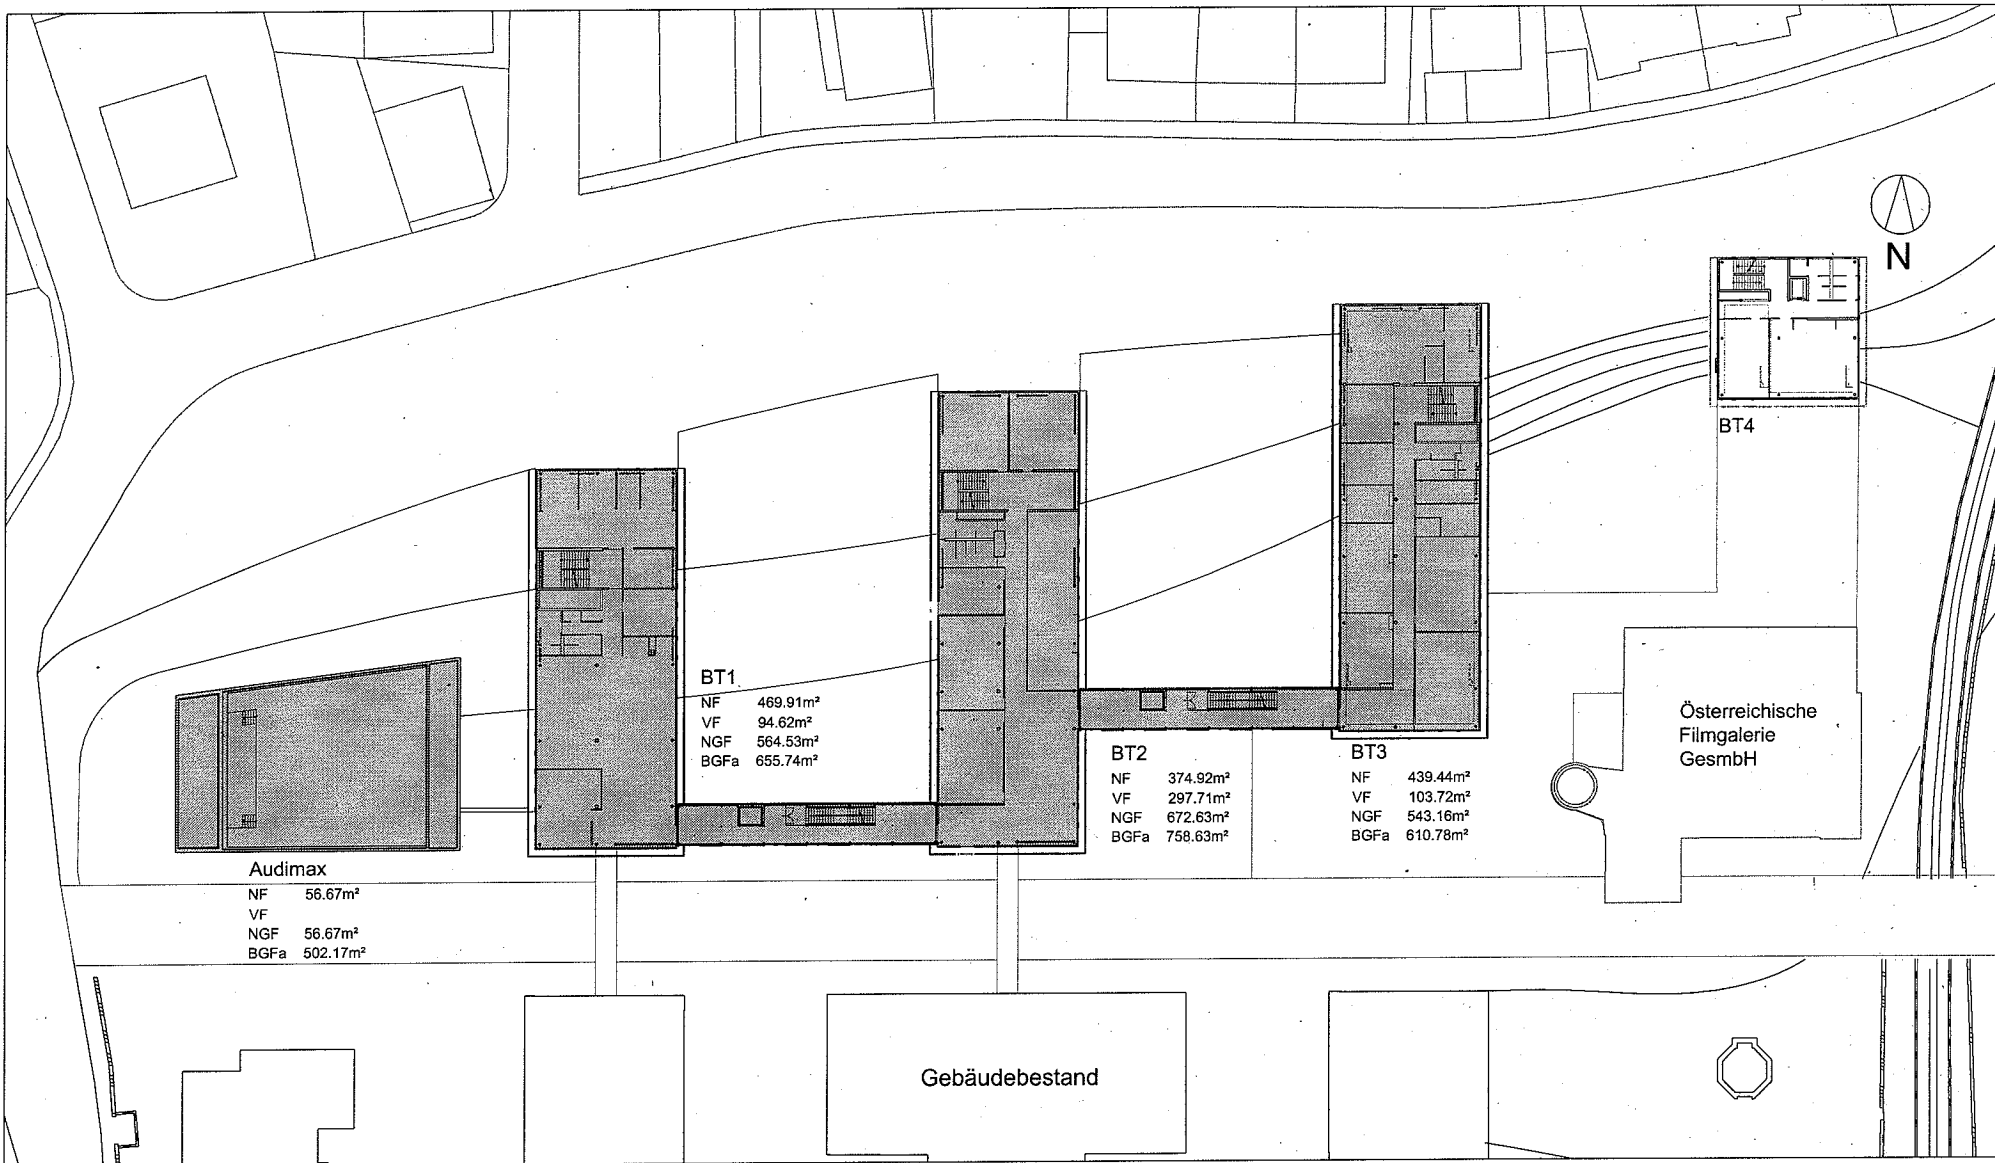 N
BT4
BT1
NF 469.91m²
VF 94.62m²
NGF 564.53m²
BGFa 655.74m²
BT2
NF 374.92m²
VF 297.71m²
NGF 672.63m²
BGFa 758.63m²
BT3
NF 439.44m²
VF 103.72m²
NGF 543.16m²
BGFa 610.78m²
Österreichische
Filmgalerie
GesmbH
Audimax
NF 56.67m²
VF
NGF 56.67m²
BGFa 502.17m²
Gebäudebestand